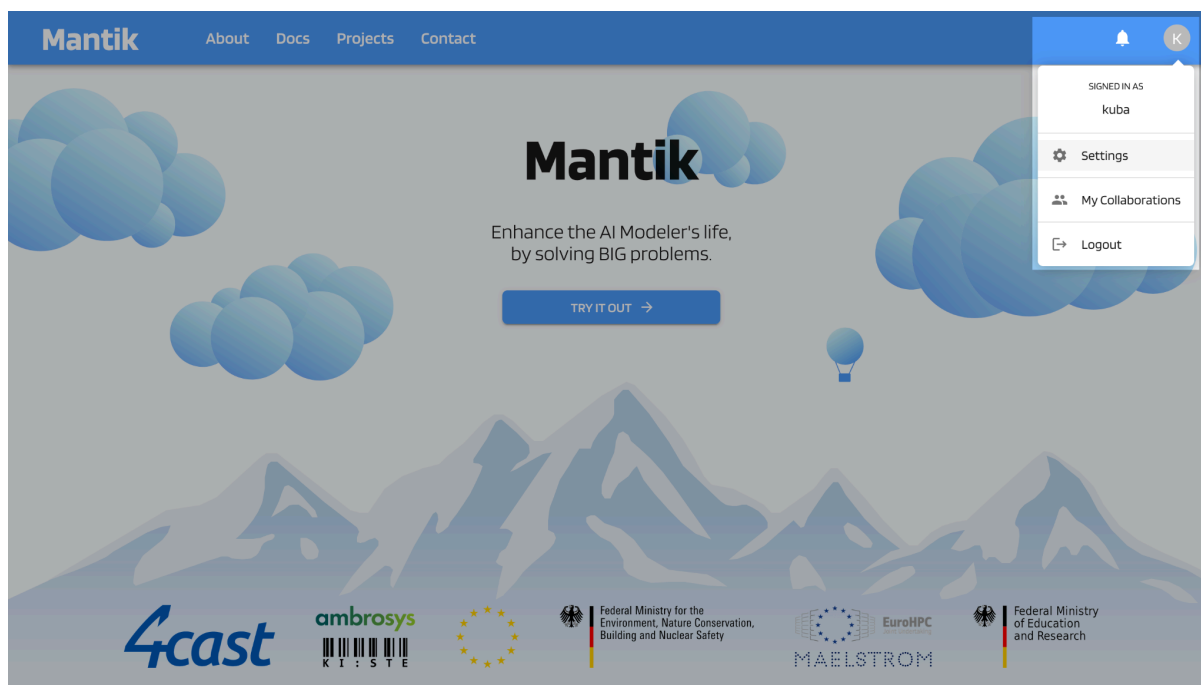 Mantik
About Docs Projects Contact
K
SIGNED IN AS
kuba
Settings
My Collaborations
Logout
Mantik
Enhance the AI Modeler's life,
by solving BIG problems.
TRY IT OUT →
4cast
ambrosys
KI:STE
Federal Ministry for the
Environment, Nature Conservation,
Building and Nuclear Safety
EuroHPC
MAELSTROM
Federal Ministry
of Education
and Research